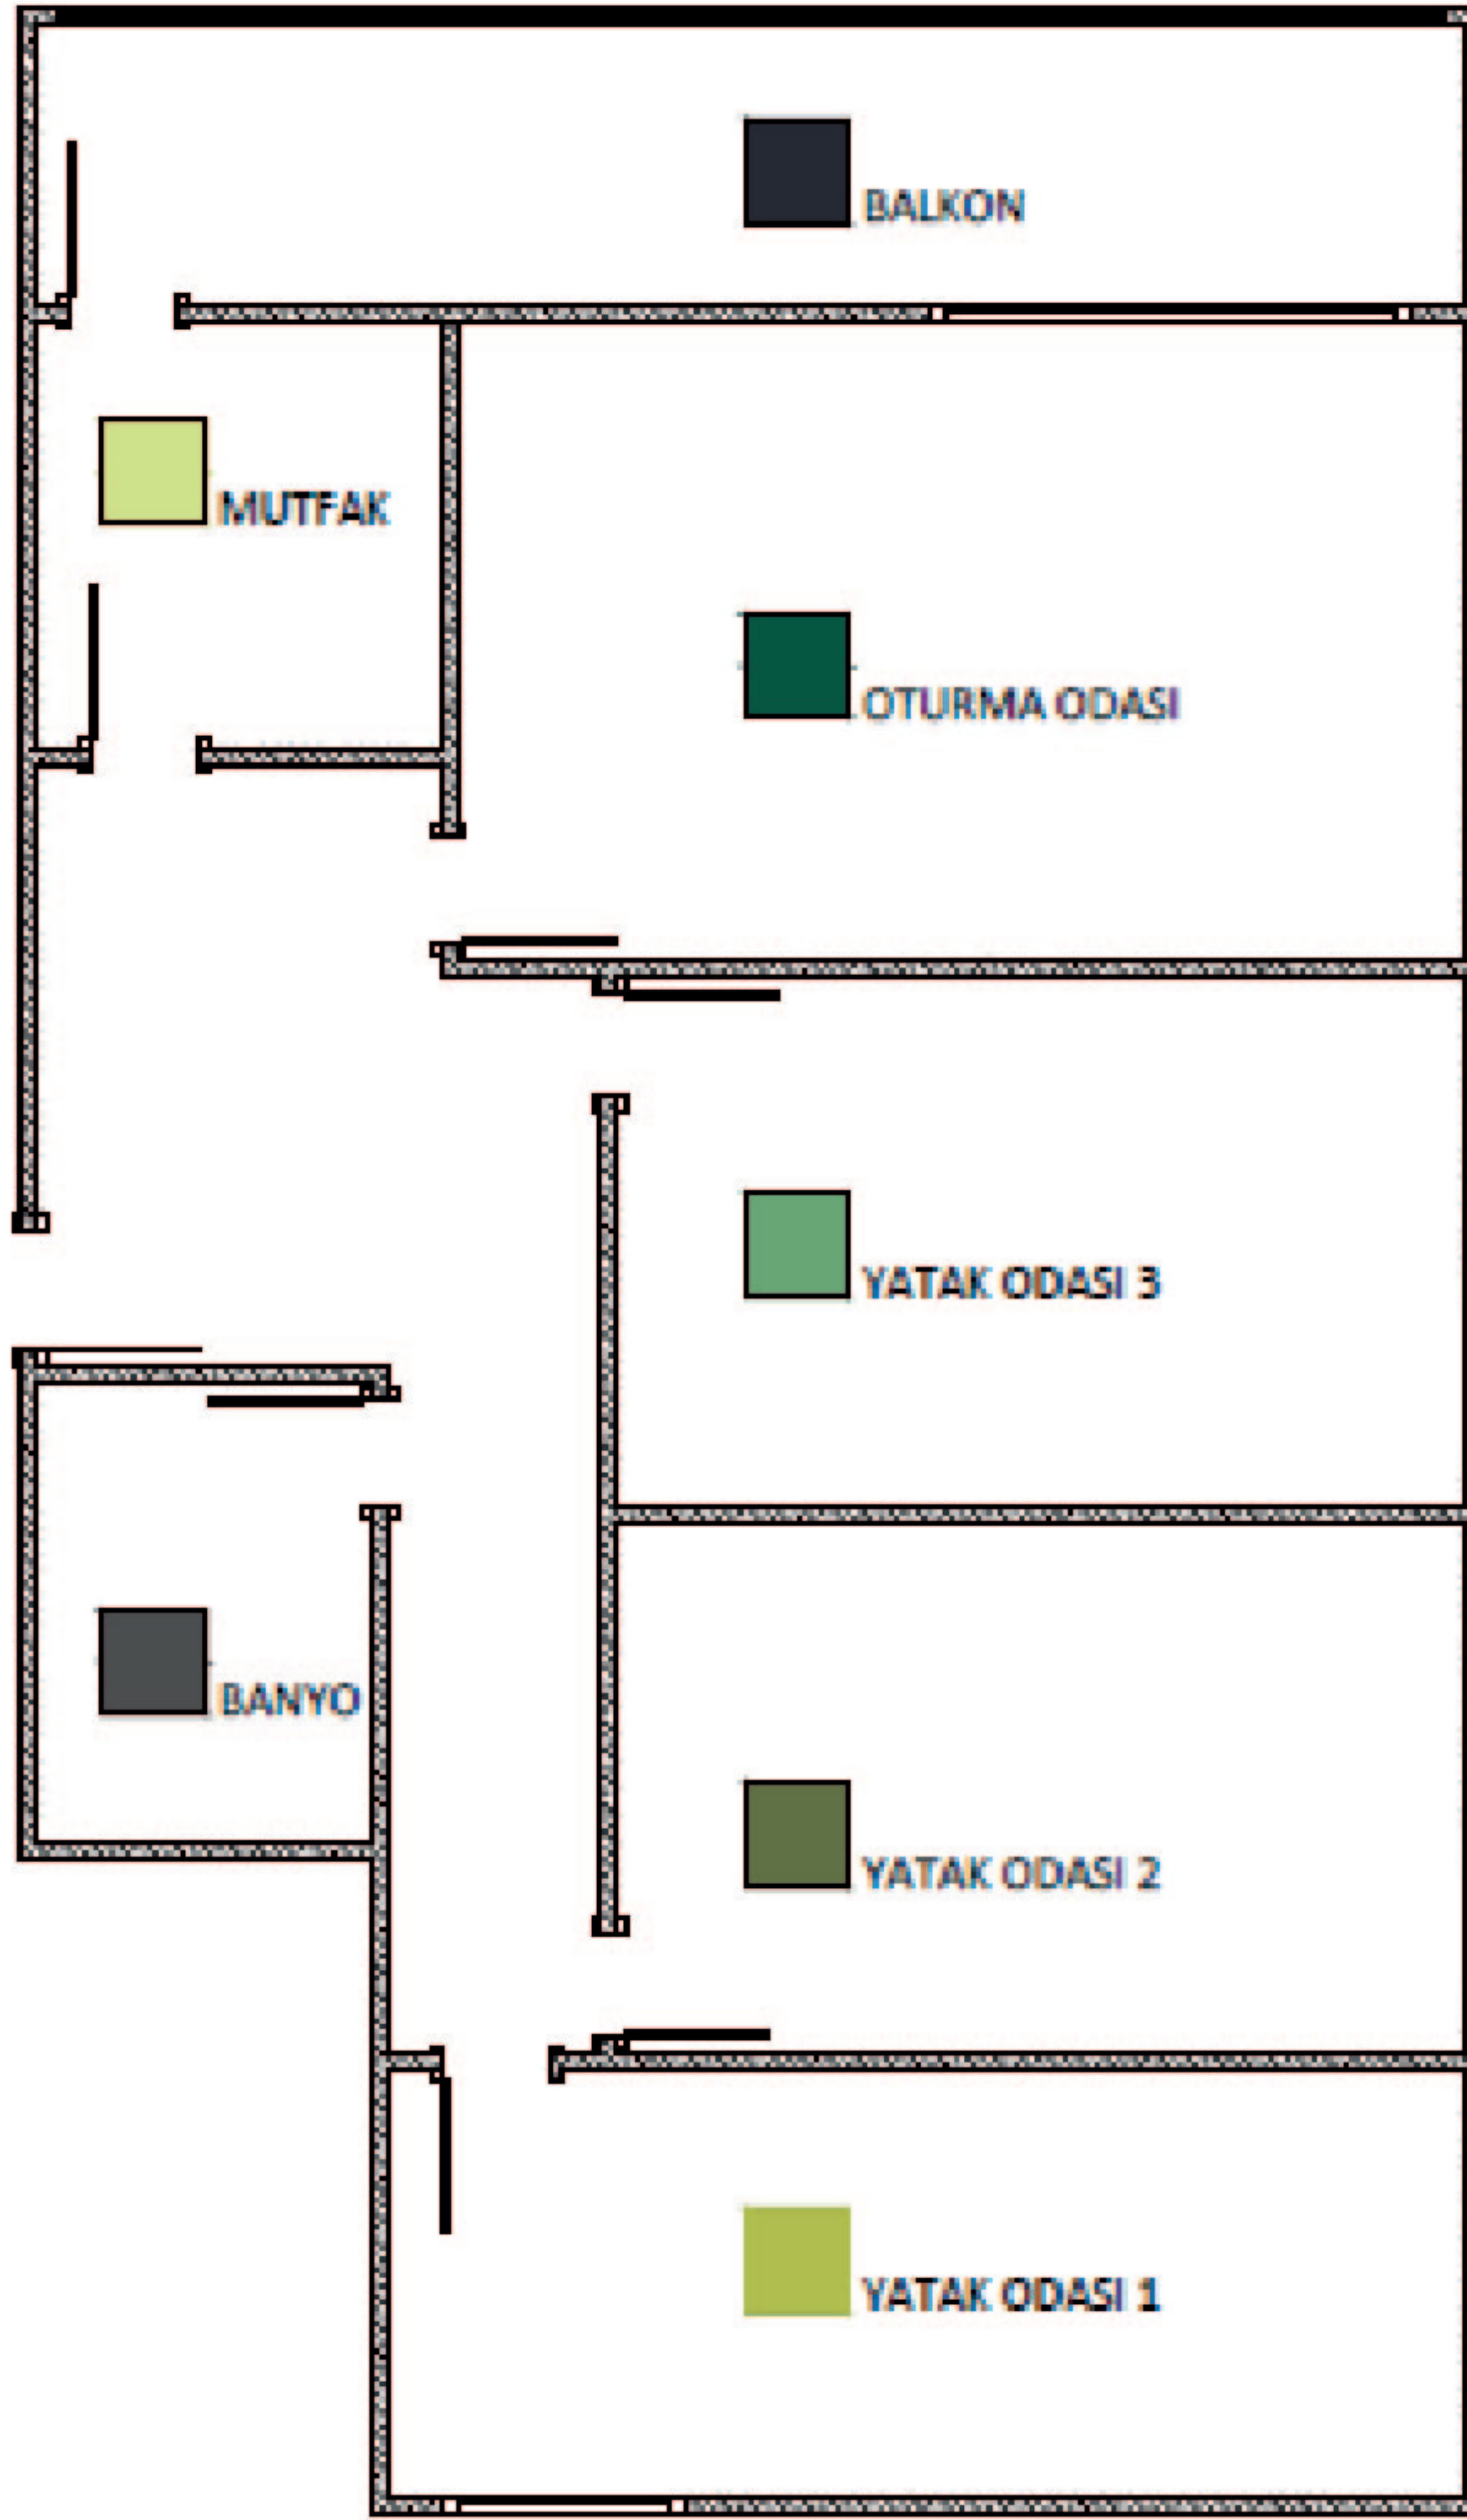 BALKON
MUTFAK
OTURMA ODASI
YATAK ODASI 3
BANYO
YATAK ODASI 2
YATAK ODASI 1